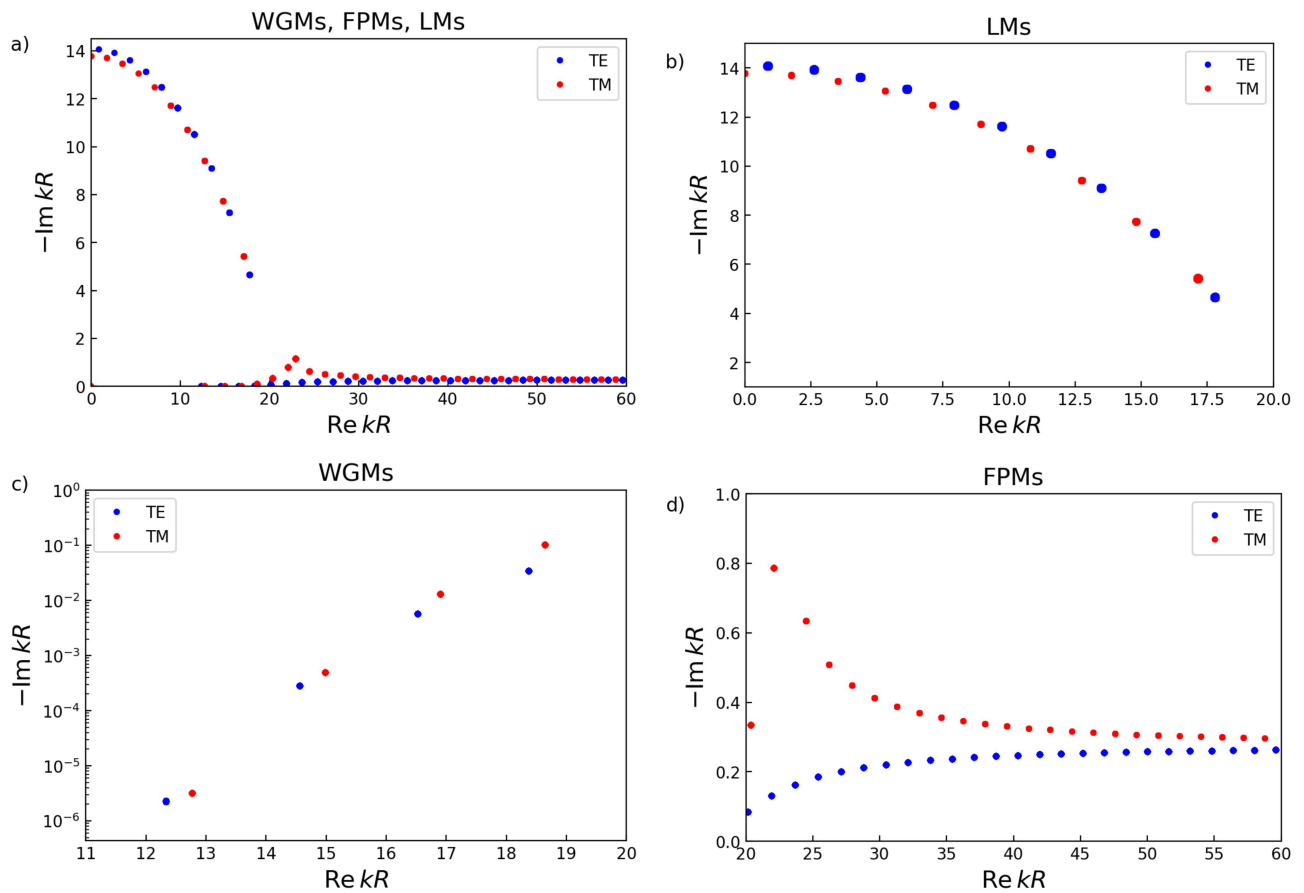 a)
WGMs, FPMs, LMs
14
12
10
8
6
4
2
0
−Im kR
TE
TM
0 10 20 30 40 50 60
Re kR
b)
LMs
14
12
10
8
6
4
2
−Im kR
TE
TM
0.0 2.5 5.0 7.5 10.0 12.5 15.0 17.5 20.0
Re kR
c)
WGMs
10⁰
10⁻¹
10⁻²
10⁻³
10⁻⁴
10⁻⁵
10⁻⁶
−Im kR
TE
TM
11 12 13 14 15 16 17 18 19 20
Re kR
d)
FPMs
1.0
0.8
0.6
0.4
0.2
0.0
−Im kR
TE
TM
20 25 30 35 40 45 50 55 60
Re kR